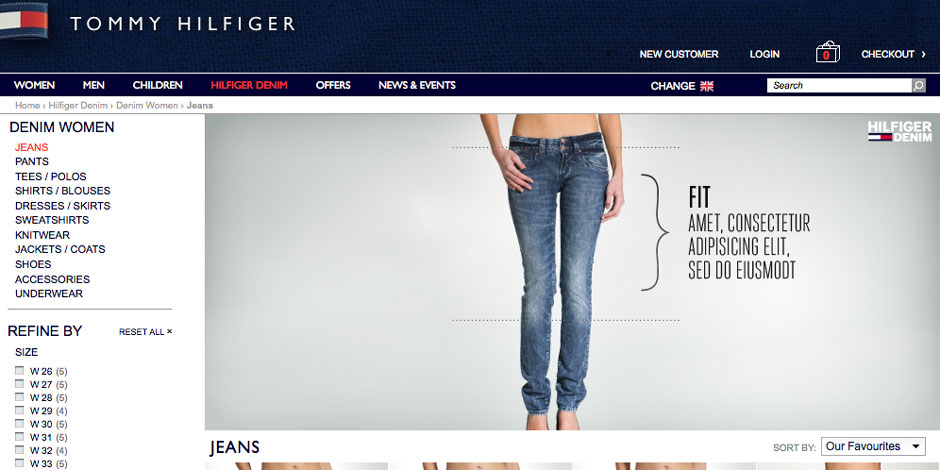 TOMMY HILFIGER
NEW CUSTOMER LOGIN 0 CHECKOUT ›
WOMEN MEN CHILDREN HILFIGER DENIM OFFERS NEWS & EVENTS CHANGE Search
Home › Hilfiger Denim › Denim Women › Jeans
DENIM WOMEN
JEANS
PANTS
TEES / POLOS
SHIRTS / BLOUSES
DRESSES / SKIRTS
SWEATSHIRTS
KNITWEAR
JACKETS / COATS
SHOES
ACCESSORIES
UNDERWEAR
REFINE BY RESET ALL ×
SIZE
W 26 (5)
W 27 (5)
W 28 (5)
W 29 (4)
W 30 (5)
W 31 (5)
W 32 (4)
W 33 (5)
HILFIGER
DENIM
FIT
AMET, CONSECTETUR
ADIPISICING ELIT,
SED DO EIUSMODT
JEANS
SORT BY: Our Favourites